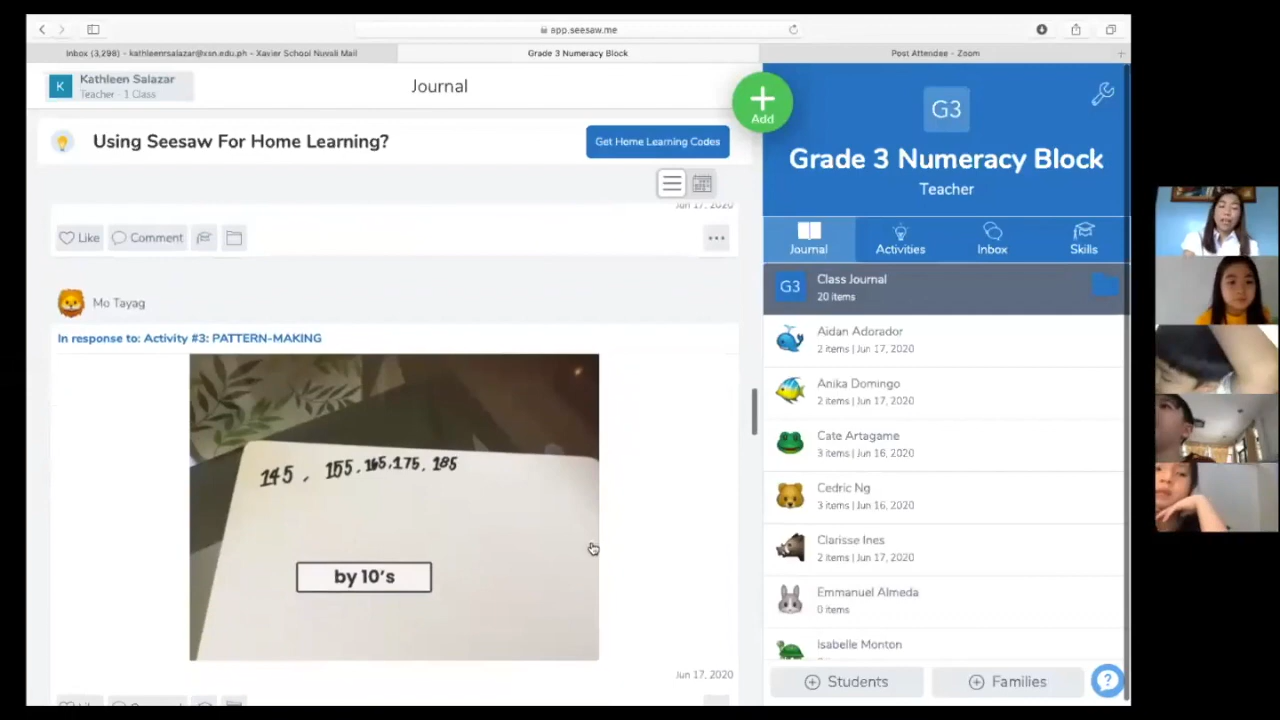 app.seesaw.me
Inbox (3,298) - kathleenrsalazar@xsn.edu.ph - Xavier School Nuvali Mail
Grade 3 Numeracy Block
Post Attendee - Zoom
K
Kathleen Salazar
Teacher · 1 Class
Journal
Add
Using Seesaw For Home Learning?
Get Home Learning Codes
Jun 17, 2020
Like
Comment
Mo Tayag
In response to: Activity #3: PATTERN-MAKING
145, 155, 165, 175, 185
by 10's
Jun 17, 2020
G3
Grade 3 Numeracy Block
Teacher
Journal
Activities
Inbox
Skills
G3
Class Journal
20 items
Aidan Adorador
2 items | Jun 17, 2020
Anika Domingo
2 items | Jun 17, 2020
Cate Artagame
3 items | Jun 16, 2020
Cedric Ng
3 items | Jun 16, 2020
Clarisse Ines
2 items | Jun 17, 2020
Emmanuel Almeda
0 items
Isabelle Monton
Students
Families
?